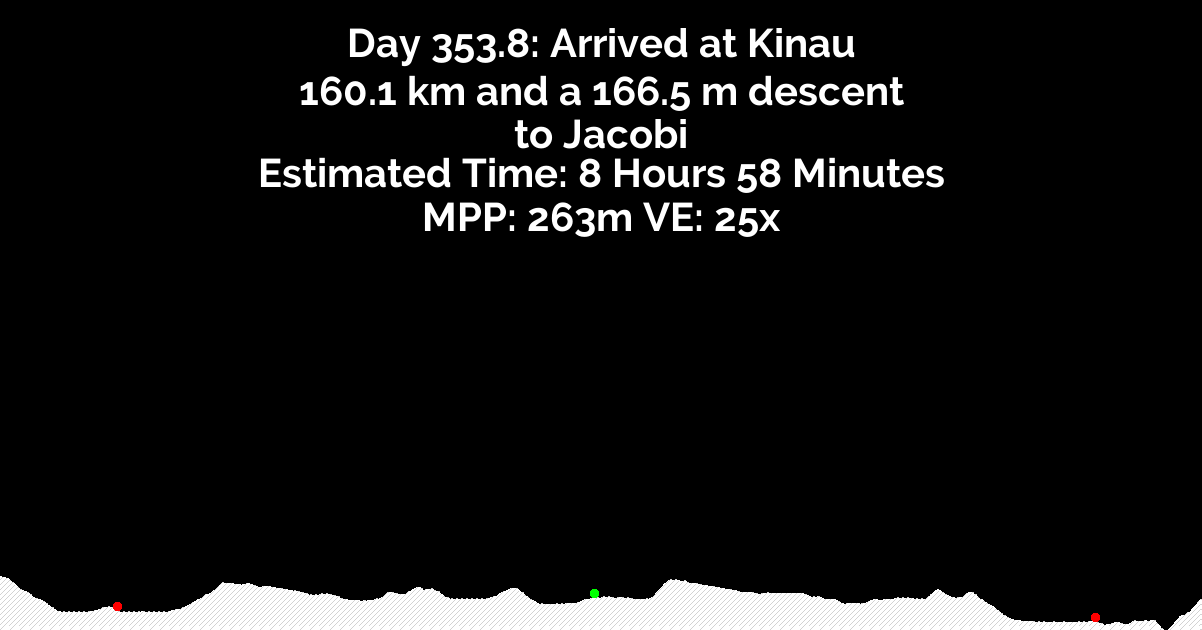 Day 353.8: Arrived at Kinau
160.1 km and a 166.5 m descent
to Jacobi
Estimated Time: 8 Hours 58 Minutes
MPP: 263m VE: 25x